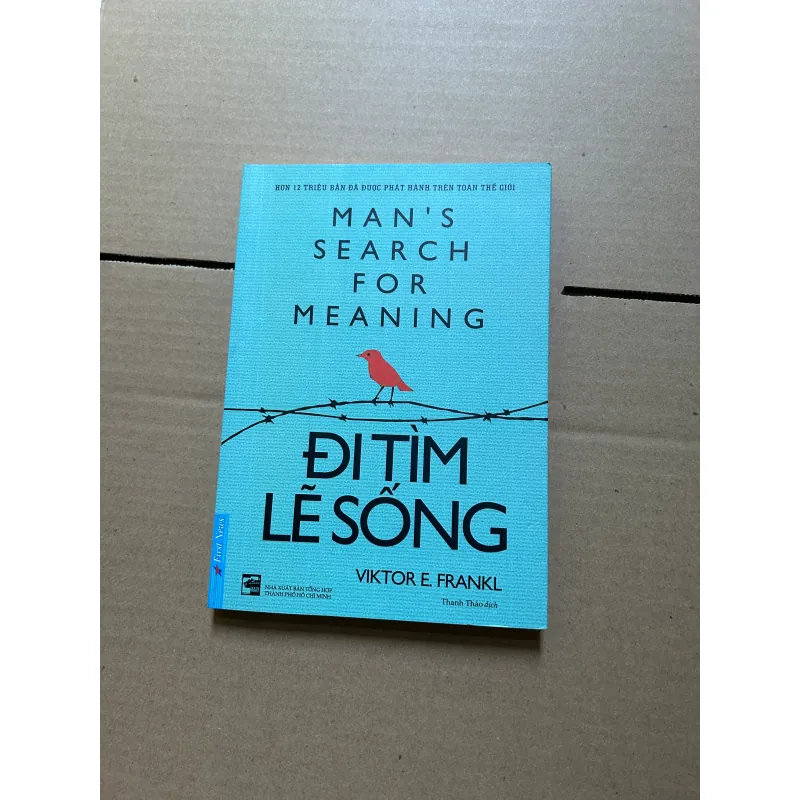 HƠN 12 TRIỆU BẢN ĐÃ ĐƯỢC PHÁT HÀNH TRÊN TOÀN THẾ GIỚI
MAN'S
SEARCH
FOR
MEANING
ĐI TÌM
LẼ SỐNG
VIKTOR E. FRANKL
Thanh Thảo dịch
First News
NHÀ XUẤT BẢN TỔNG HỢP
THÀNH PHỐ HỒ CHÍ MINH